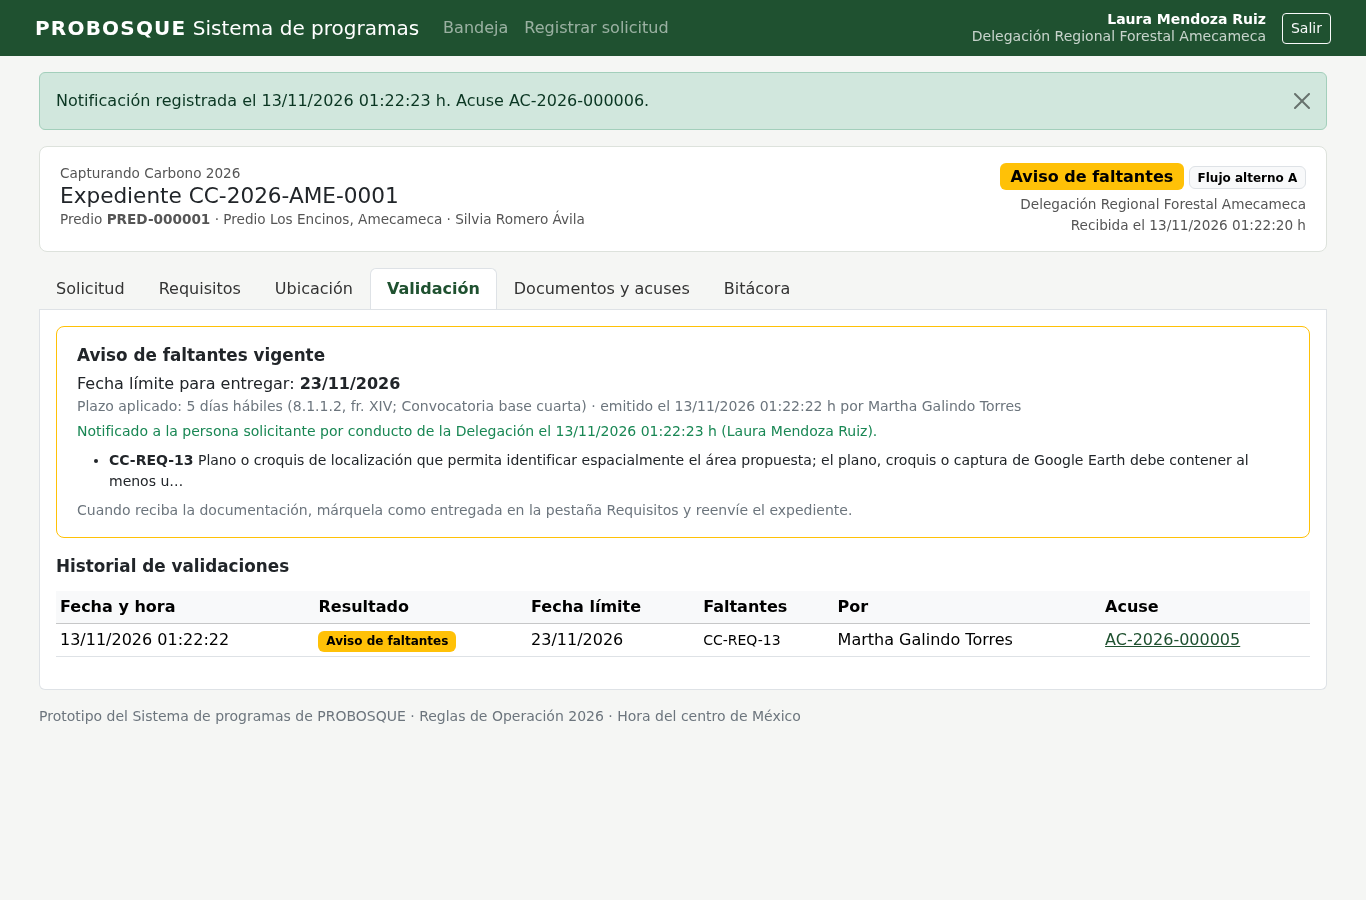 PROBOSQUE Sistema de programas
Bandeja
Registrar solicitud
Laura Mendoza Ruiz
Delegación Regional Forestal Amecameca
Salir
Notificación registrada el 13/11/2026 01:22:23 h. Acuse AC-2026-000006.
Capturando Carbono 2026
Expediente CC-2026-AME-0001
Predio PRED-000001 · Predio Los Encinos, Amecameca · Silvia Romero Ávila
Aviso de faltantes
Flujo alterno A
Delegación Regional Forestal Amecameca
Recibida el 13/11/2026 01:22:20 h
Solicitud
Requisitos
Ubicación
Validación
Documentos y acuses
Bitácora
Aviso de faltantes vigente
Fecha límite para entregar: 23/11/2026
Plazo aplicado: 5 días hábiles (8.1.1.2, fr. XIV; Convocatoria base cuarta) · emitido el 13/11/2026 01:22:22 h por Martha Galindo Torres
Notificado a la persona solicitante por conducto de la Delegación el 13/11/2026 01:22:23 h (Laura Mendoza Ruiz).
• CC-REQ-13 Plano o croquis de localización que permita identificar espacialmente el área propuesta; el plano, croquis o captura de Google Earth debe contener al
menos u…
Cuando reciba la documentación, márquela como entregada en la pestaña Requisitos y reenvíe el expediente.
Historial de validaciones
Fecha y hora Resultado Fecha límite Faltantes Por Acuse
13/11/2026 01:22:22 Aviso de faltantes 23/11/2026 CC-REQ-13 Martha Galindo Torres AC-2026-000005
Prototipo del Sistema de programas de PROBOSQUE · Reglas de Operación 2026 · Hora del centro de México